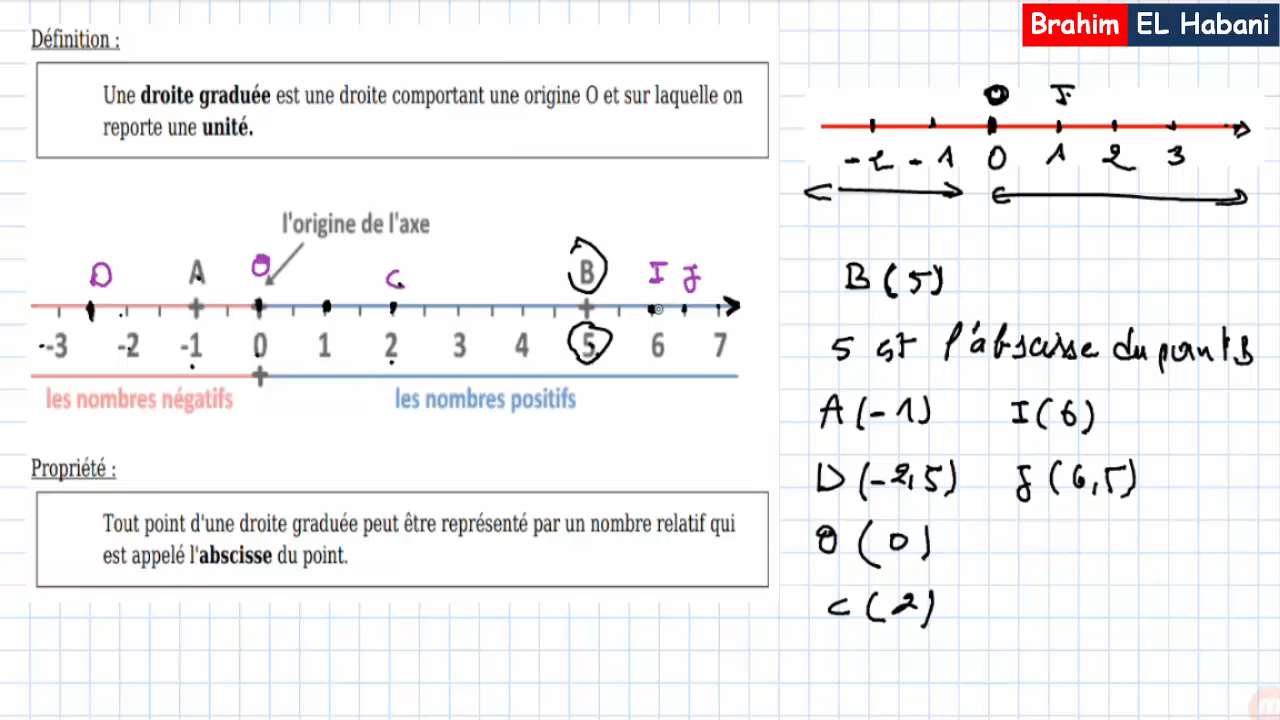 Brahim EL Habani
Définition :
Une droite graduée est une droite comportant une origine O et sur laquelle on
reporte une unité.
l'origine de l'axe
D A O C B I J
-3 -2 -1 0 1 2 3 4 5 6 7
les nombres négatifs les nombres positifs
Propriété :
Tout point d'une droite graduée peut être représenté par un nombre relatif qui
est appelé l'abscisse du point.
O I
-2 -1 0 1 2 3
B (5)
5 est l'abscisse du point B
A (-1) I (6)
D (-2,5) J (6,5)
O (0)
C (2)